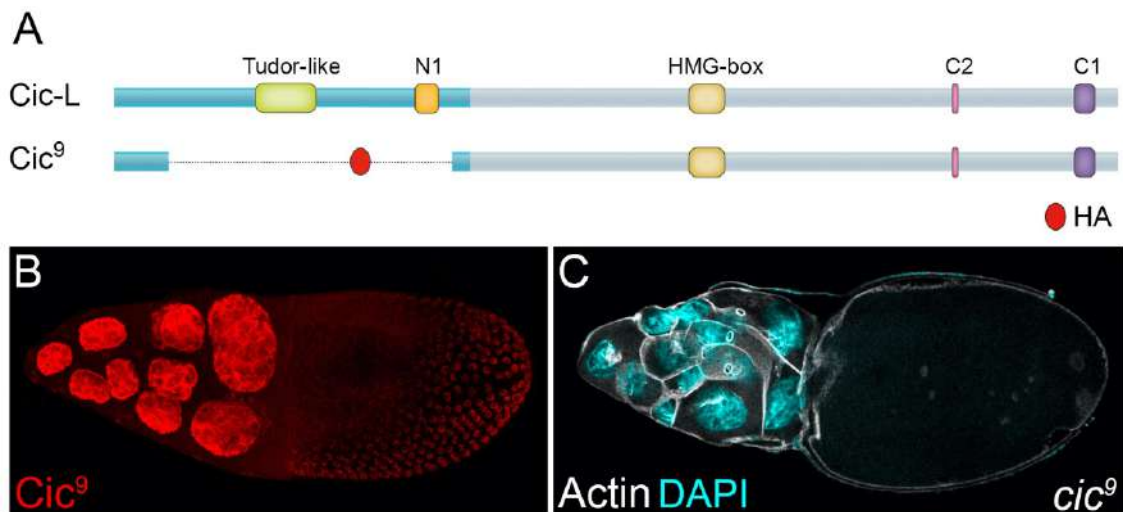 A
Tudor-like N1 HMG-box C2 C1
Cic-L
Cic⁹
HA
B
Cic⁹
C
Actin DAPI cic⁹